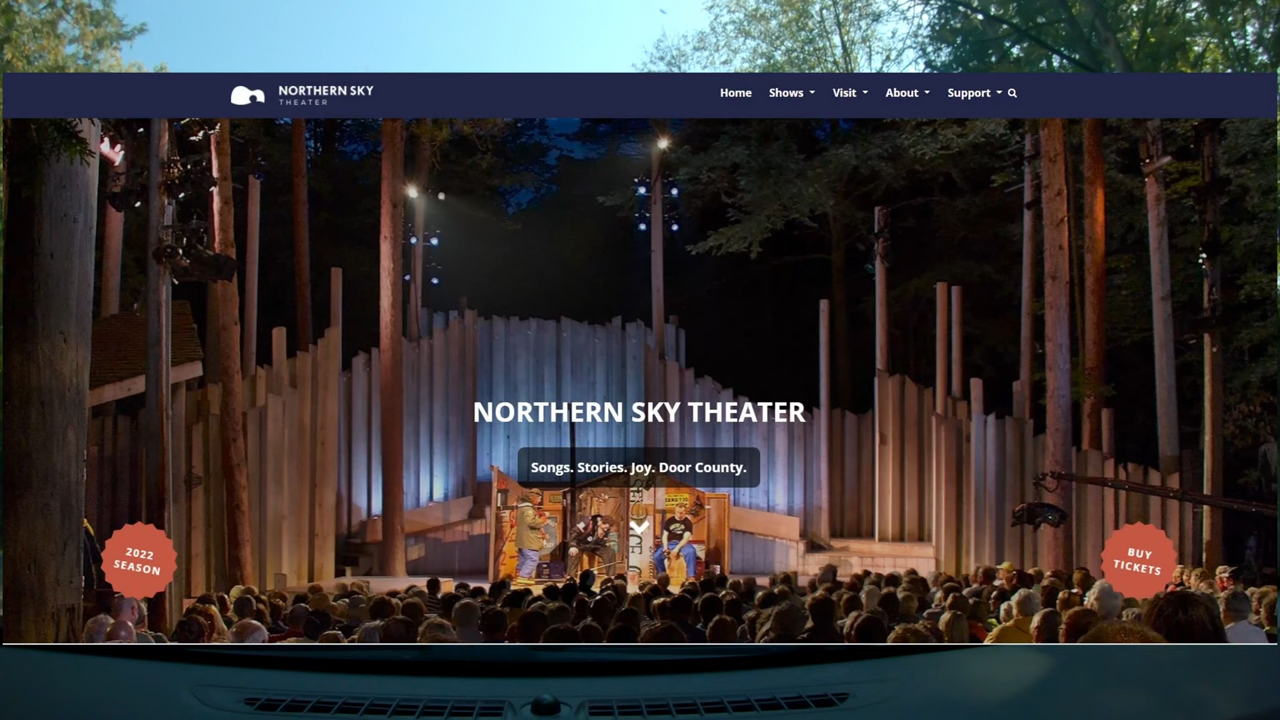 NORTHERN SKY
THEATER
Home Shows Visit About Support
NORTHERN SKY THEATER
Songs. Stories. Joy. Door County.
2022
SEASON
BUY
TICKETS